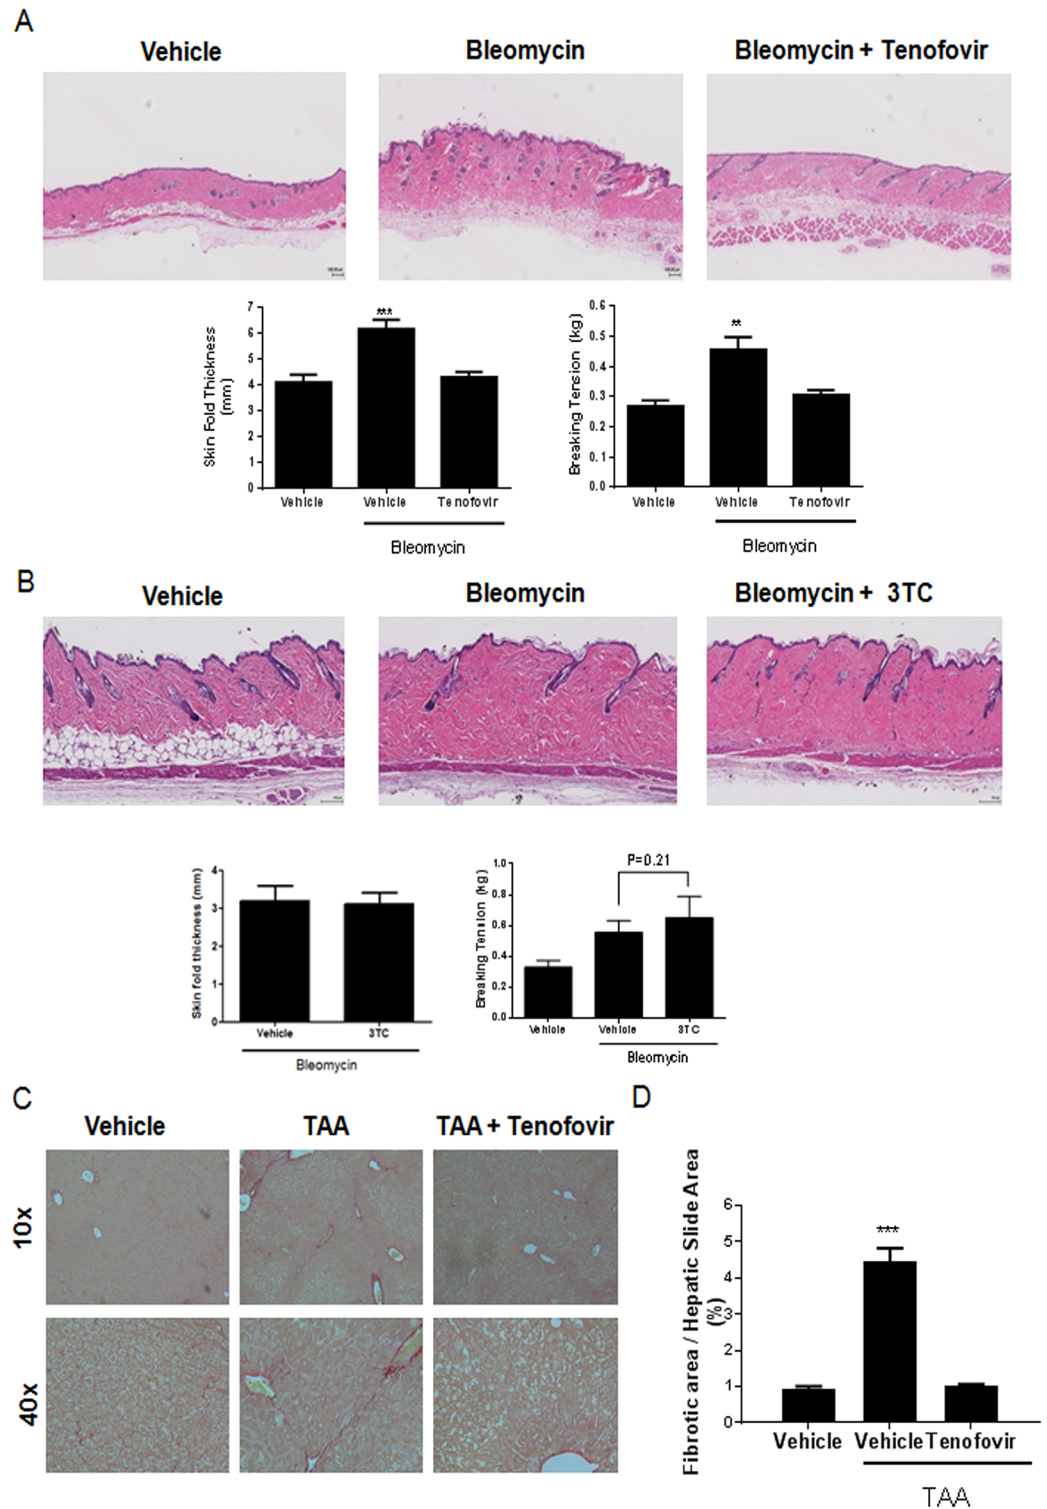 A
Vehicle
Bleomycin
Bleomycin + Tenofovir
Skin Fold Thickness
(mm)
7
6
5
4
3
2
1
0
***
Vehicle
Vehicle
Tenofovir
Bleomycin
Breaking Tension (kg)
0.6
0.5
0.4
0.3
0.2
0.1
0.0
**
Vehicle
Vehicle
Tenofovir
Bleomycin
B
Vehicle
Bleomycin
Bleomycin + 3TC
Skin fold thickness (mm)
4
3
2
1
0
Vehicle
3TC
Bleomycin
Breaking Tension (kg)
1.0
0.8
0.6
0.4
0.2
0.0
P=0.21
Vehicle
Vehicle
3TC
Bleomycin
C
Vehicle
TAA
TAA + Tenofovir
10x
40x
D
Fibrotic area / Hepatic Slide Area
(%)
6
5
4
3
2
1
0
***
Vehicle
Vehicle
Tenofovir
TAA